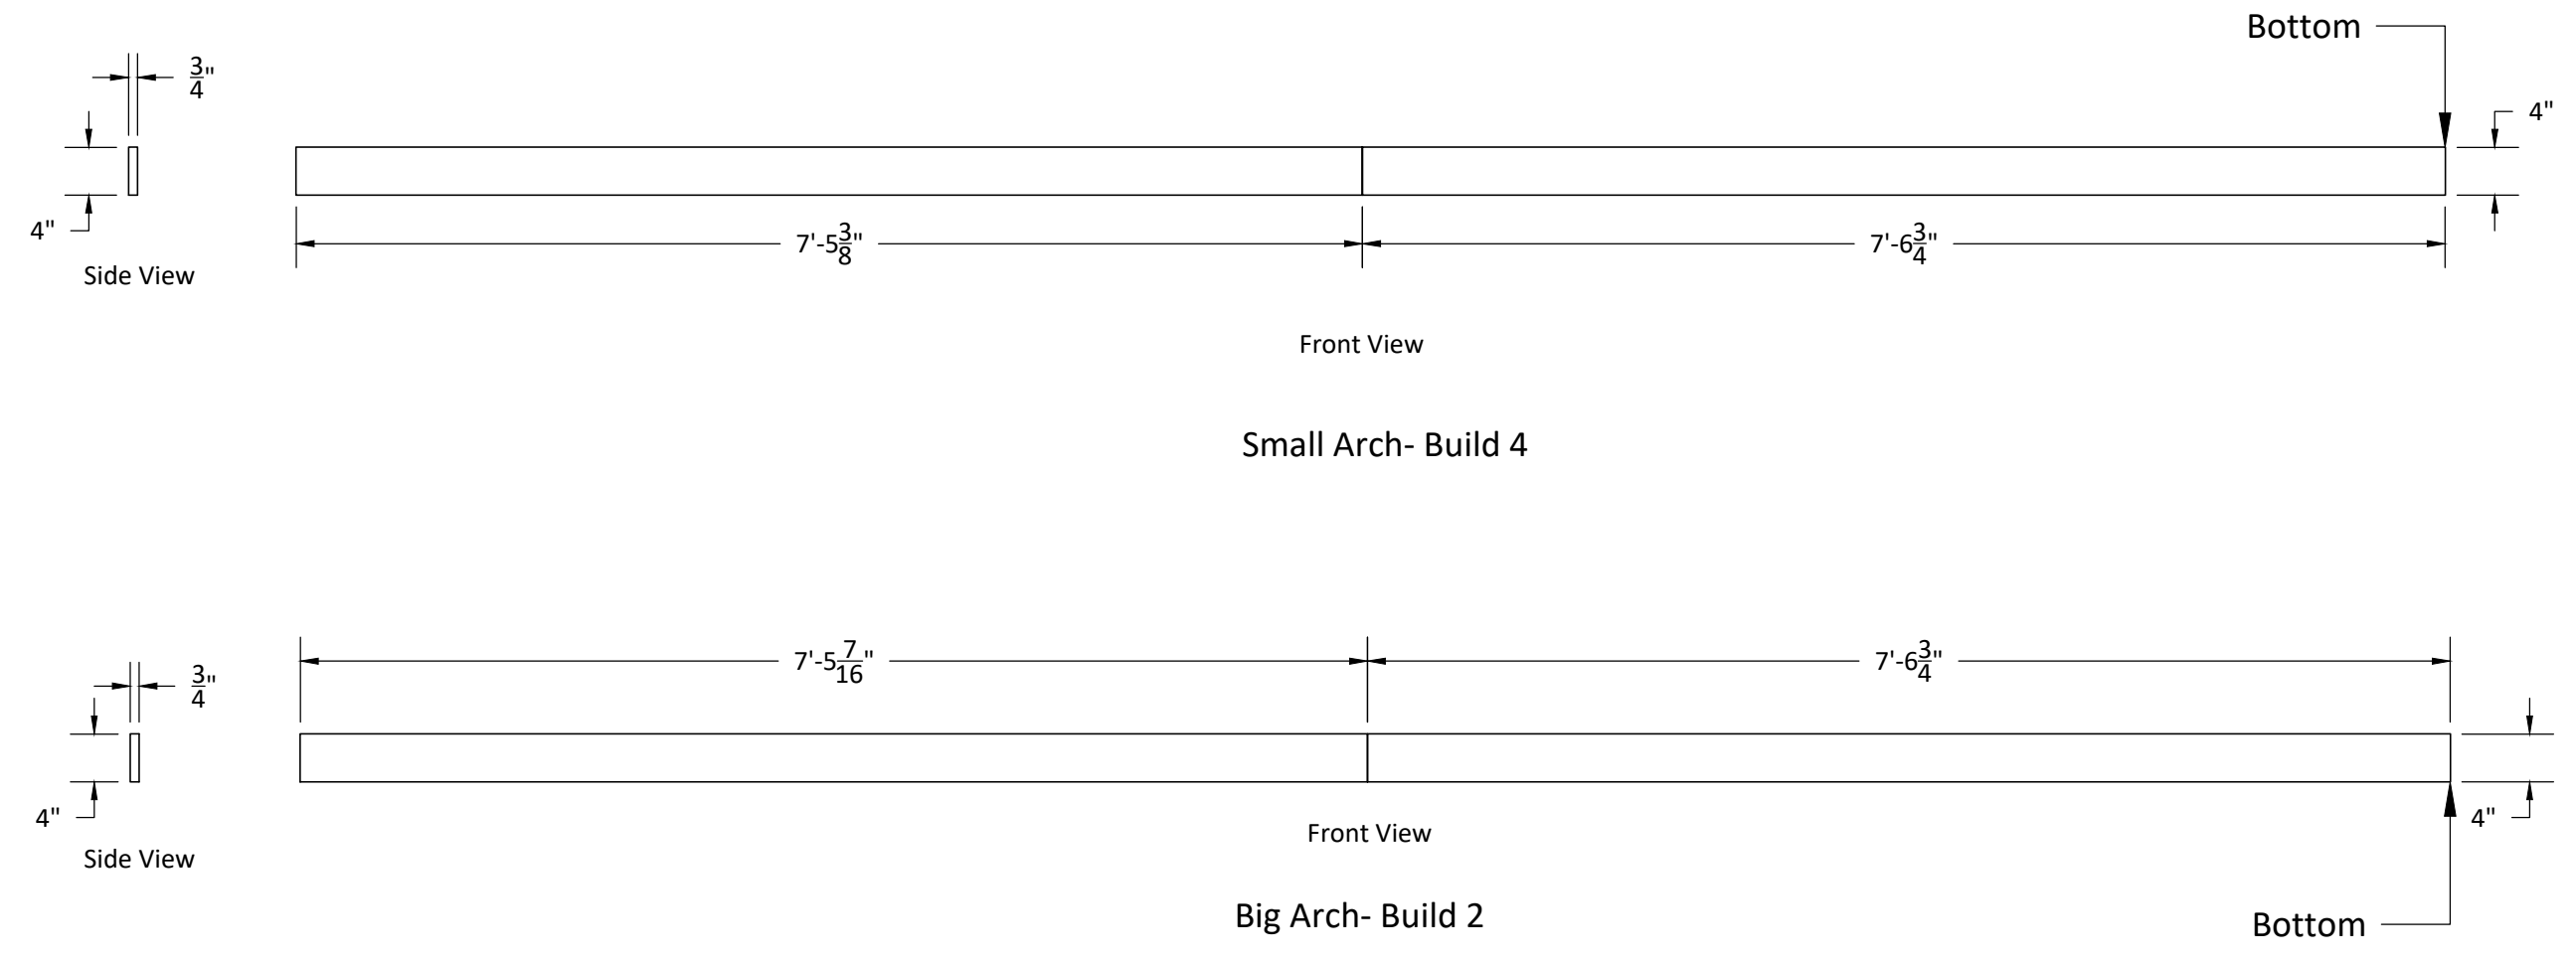 Bottom
3/4"
4"
4"
7'-5 3/8"
7'-6 3/4"
Side View
Front View
Small Arch- Build 4
7'-5 7/16"
7'-6 3/4"
3/4"
4"
4"
Front View
Side View
Big Arch- Build 2
Bottom